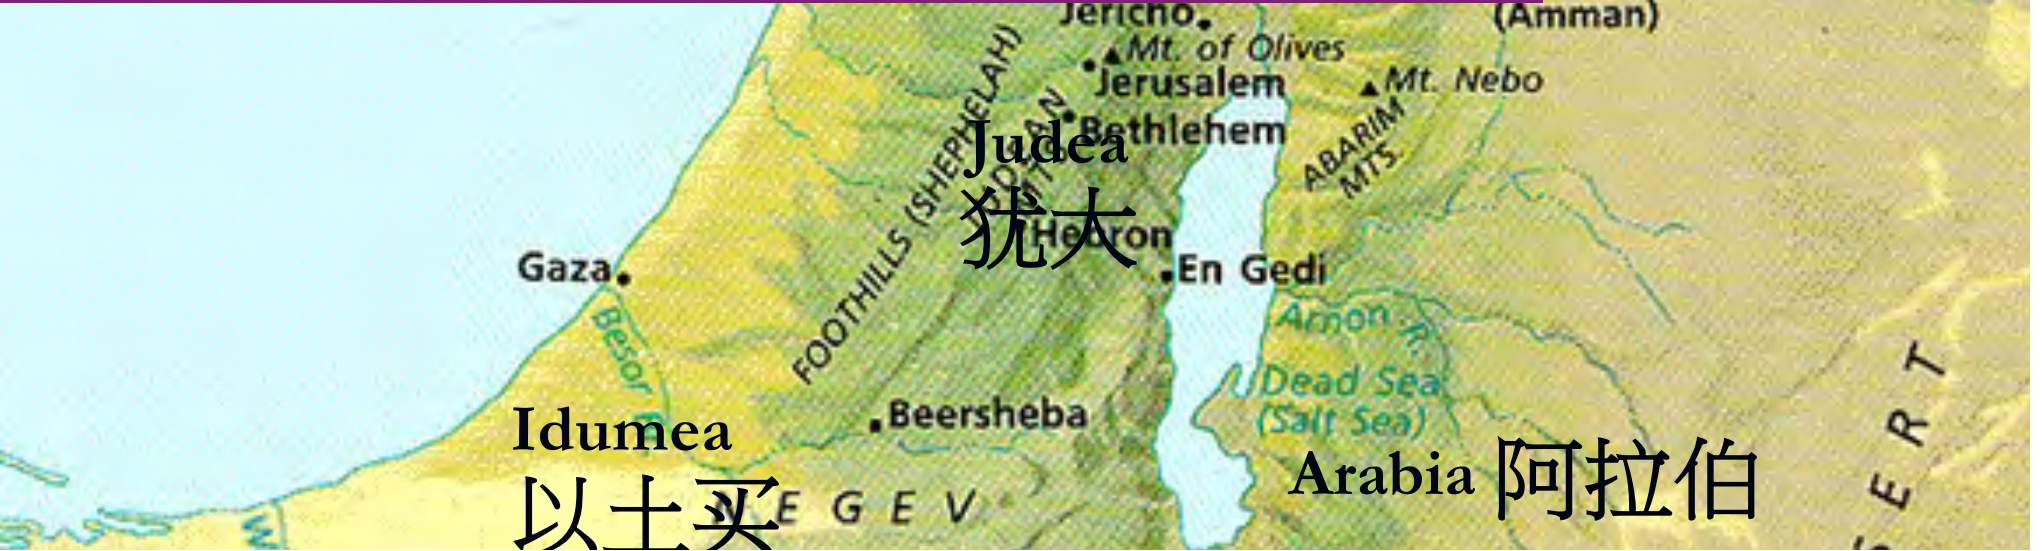 Jericho
(Amman)
Mt. of Olives
Jerusalem
Mt. Nebo
Bethlehem
Judea
犹大
ABARIM
MTS.
FOOTHILLS (SHEPHELAH)
Hebron
Gaza
En Gedi
Besor
Arnon R.
Dead Sea
(Salt Sea)
Beersheba
Idumea
以土买
NEGEV
Arabia 阿拉伯
SERT
W